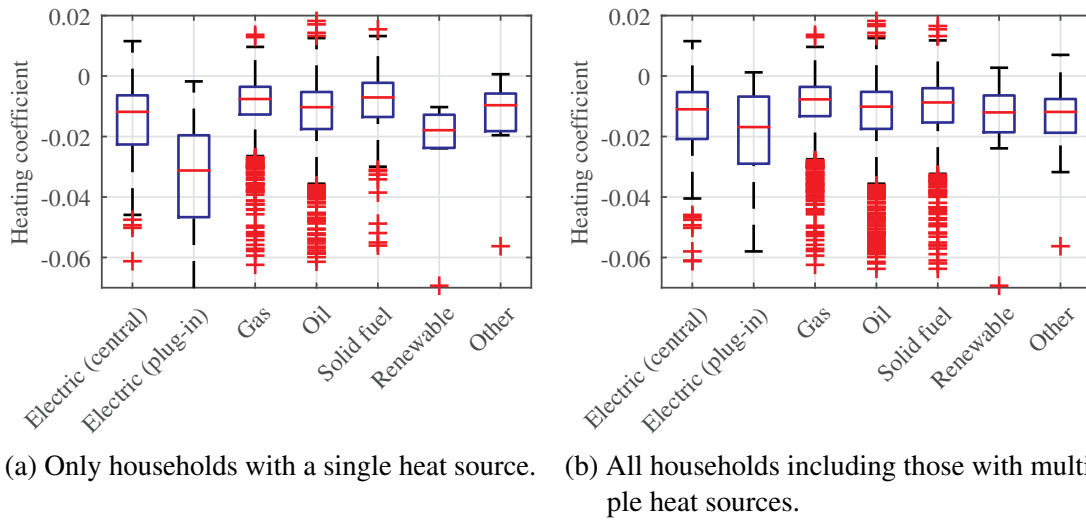 0.02
0
-0.02
-0.04
-0.06
Heating coefficient
Electric (central)
Electric (plug-in)
Gas
Oil
Solid fuel
Renewable
Other
(a) Only households with a single heat source.
0.02
0
-0.02
-0.04
-0.06
Heating coefficient
Electric (central)
Electric (plug-in)
Gas
Oil
Solid fuel
Renewable
Other
(b) All households including those with multi
ple heat sources.